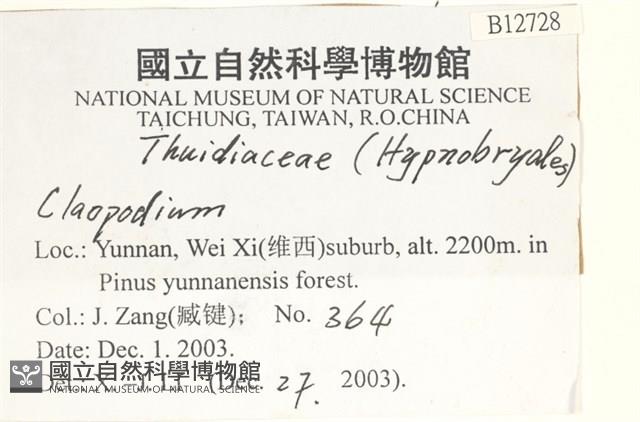 B12728
國立自然科學博物館
NATIONAL MUSEUM OF NATURAL SCIENCE
TAICHUNG, TAIWAN, R.O.CHINA
Thuidiaceae (Hypnobryales)
Claopodium
Loc.: Yunnan, Wei Xi(维西)suburb, alt. 2200m. in
Pinus yunnanensis forest.
Col.: J. Zang(臧键); No. 364
Date: Dec. 1. 2003.
國立自然科學博物館
NATIONAL MUSEUM OF NATURAL SCIENCE
27. 2003).